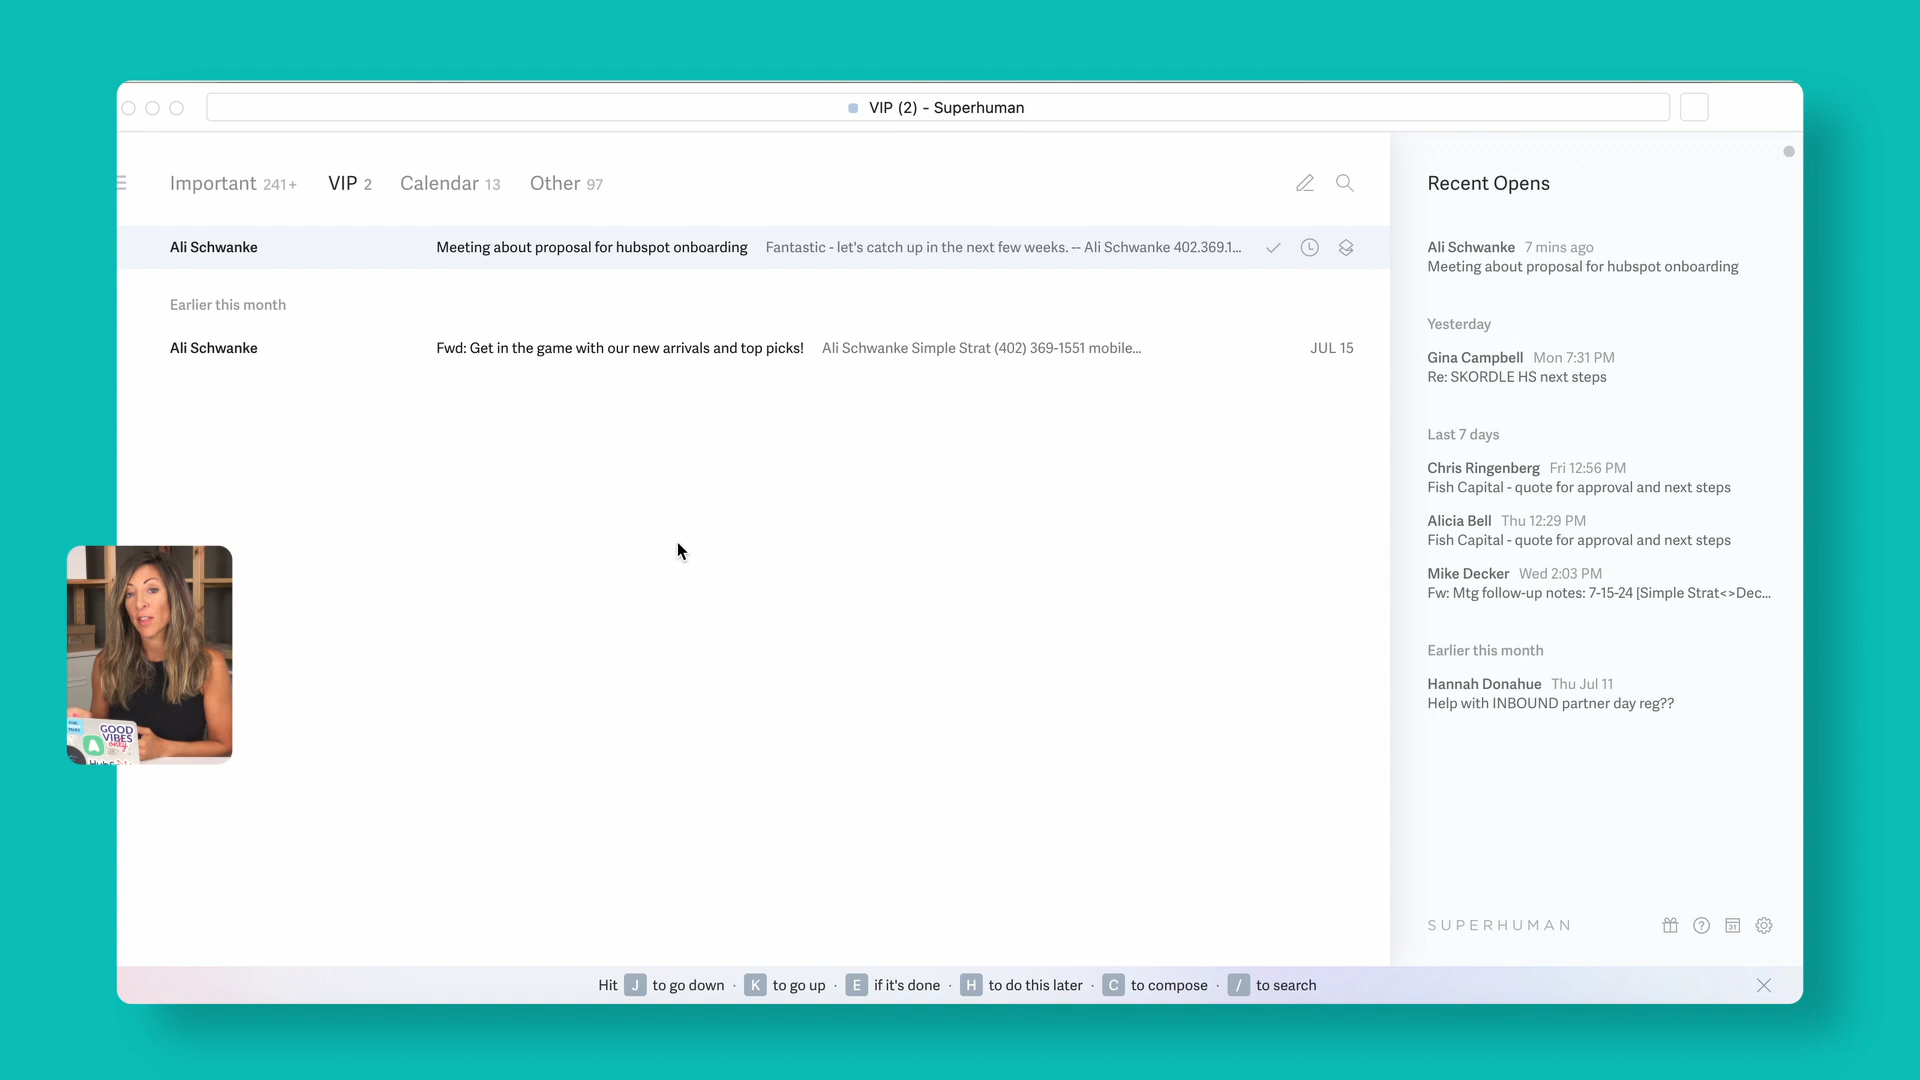 VIP (2) - Superhuman
Important 241+ VIP 2 Calendar 13 Other 97
Ali Schwanke Meeting about proposal for hubspot onboarding Fantastic - let's catch up in the next few weeks. -- Ali Schwanke 402.369.1...
Earlier this month
Ali Schwanke Fwd: Get in the game with our new arrivals and top picks! Ali Schwanke Simple Strat (402) 369-1551 mobile... JUL 15
Recent Opens
Ali Schwanke 7 mins ago
Meeting about proposal for hubspot onboarding
Yesterday
Gina Campbell Mon 7:31 PM
Re: SKORDLE HS next steps
Last 7 days
Chris Ringenberg Fri 12:56 PM
Fish Capital - quote for approval and next steps
Alicia Bell Thu 12:29 PM
Fish Capital - quote for approval and next steps
Mike Decker Wed 2:03 PM
Fw: Mtg follow-up notes: 7-15-24 [Simple Strat<>Dec...
Earlier this month
Hannah Donahue Thu Jul 11
Help with INBOUND partner day reg??
SUPERHUMAN
31
GOOD
VIBES
only
Hit J to go down · K to go up · E if it's done · H to do this later · C to compose · / to search